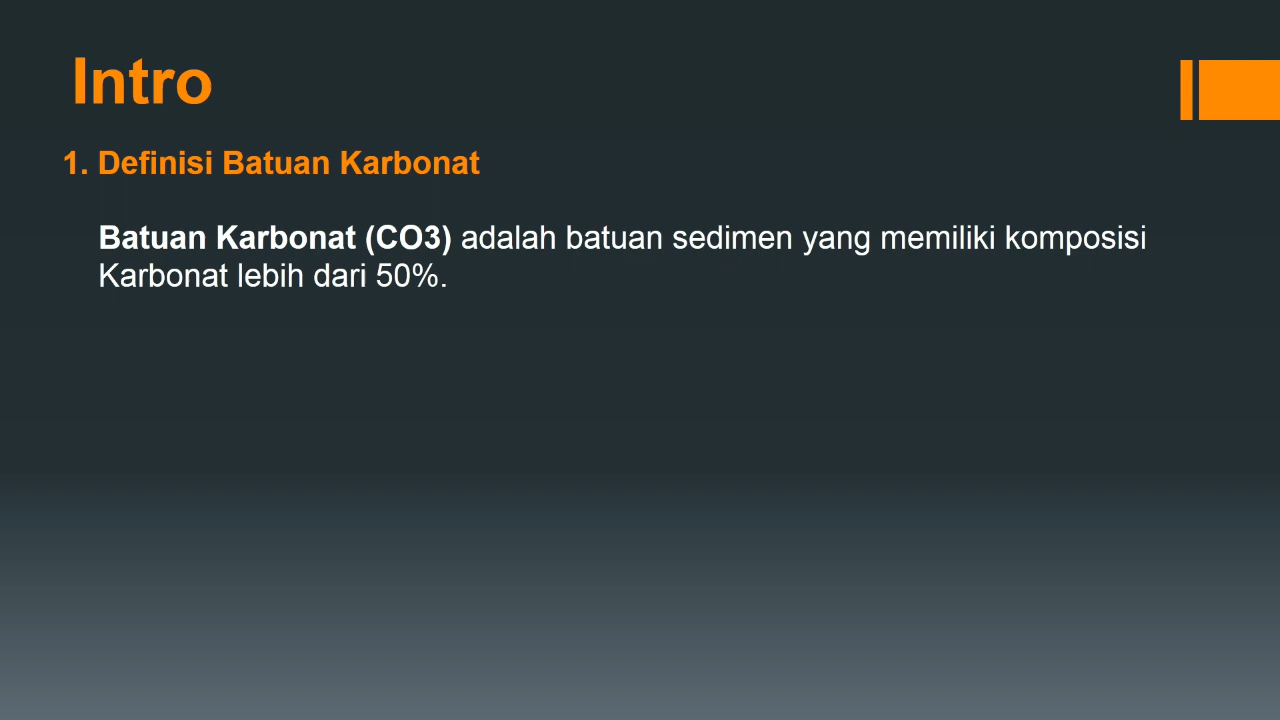 Intro
1. Definisi Batuan Karbonat
Batuan Karbonat (CO3) adalah batuan sedimen yang memiliki komposisi
Karbonat lebih dari 50%.